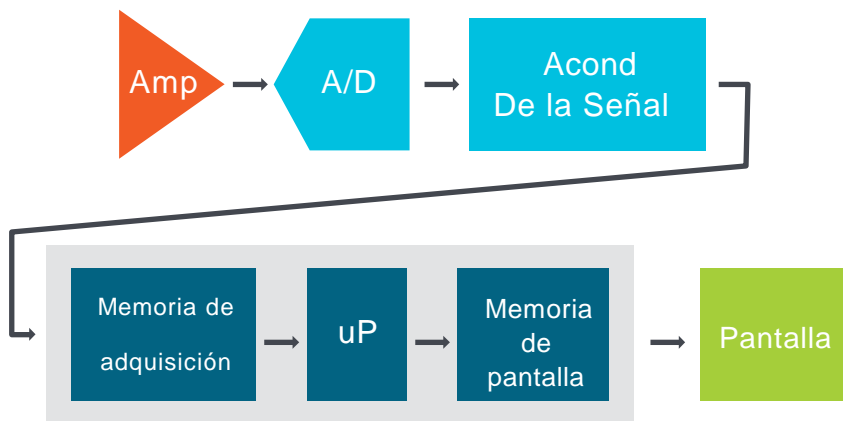 Amp
A/D
Acond
De la Señal
Memoria de
adquisición
uP
Memoria
de
pantalla
Pantalla